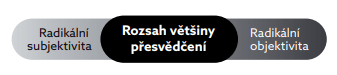 Radikální
subjektivita
Rozsah většiny
přesvědčení
Radikální
objektivita